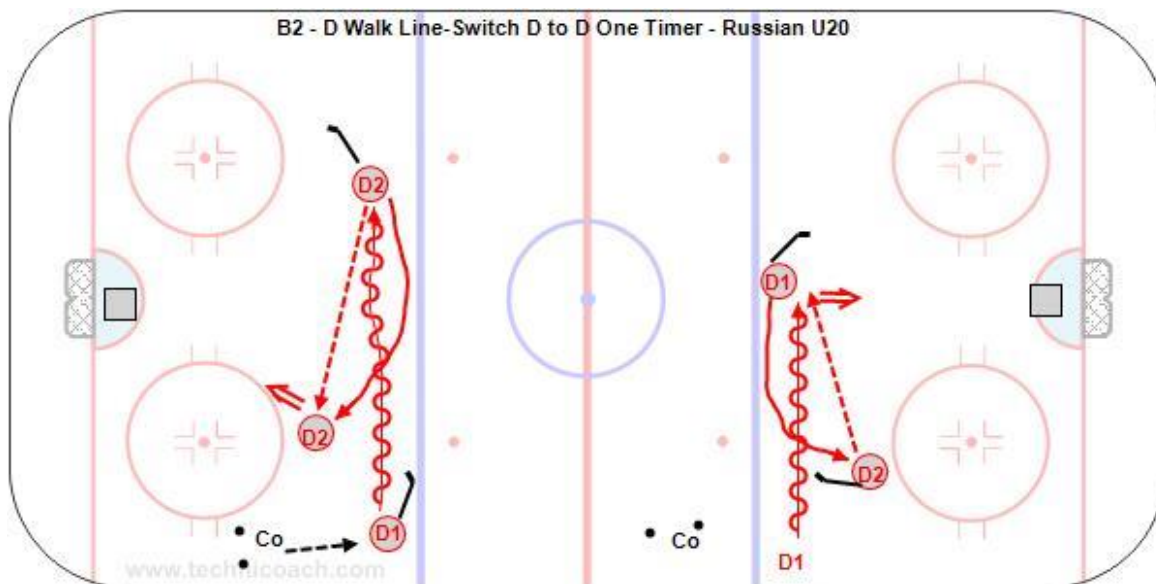 B2 - D Walk Line-Switch D to D One Timer - Russian U20
D2
D1
D2
D2
D1
Co
Co
D1
www.technicoach.com